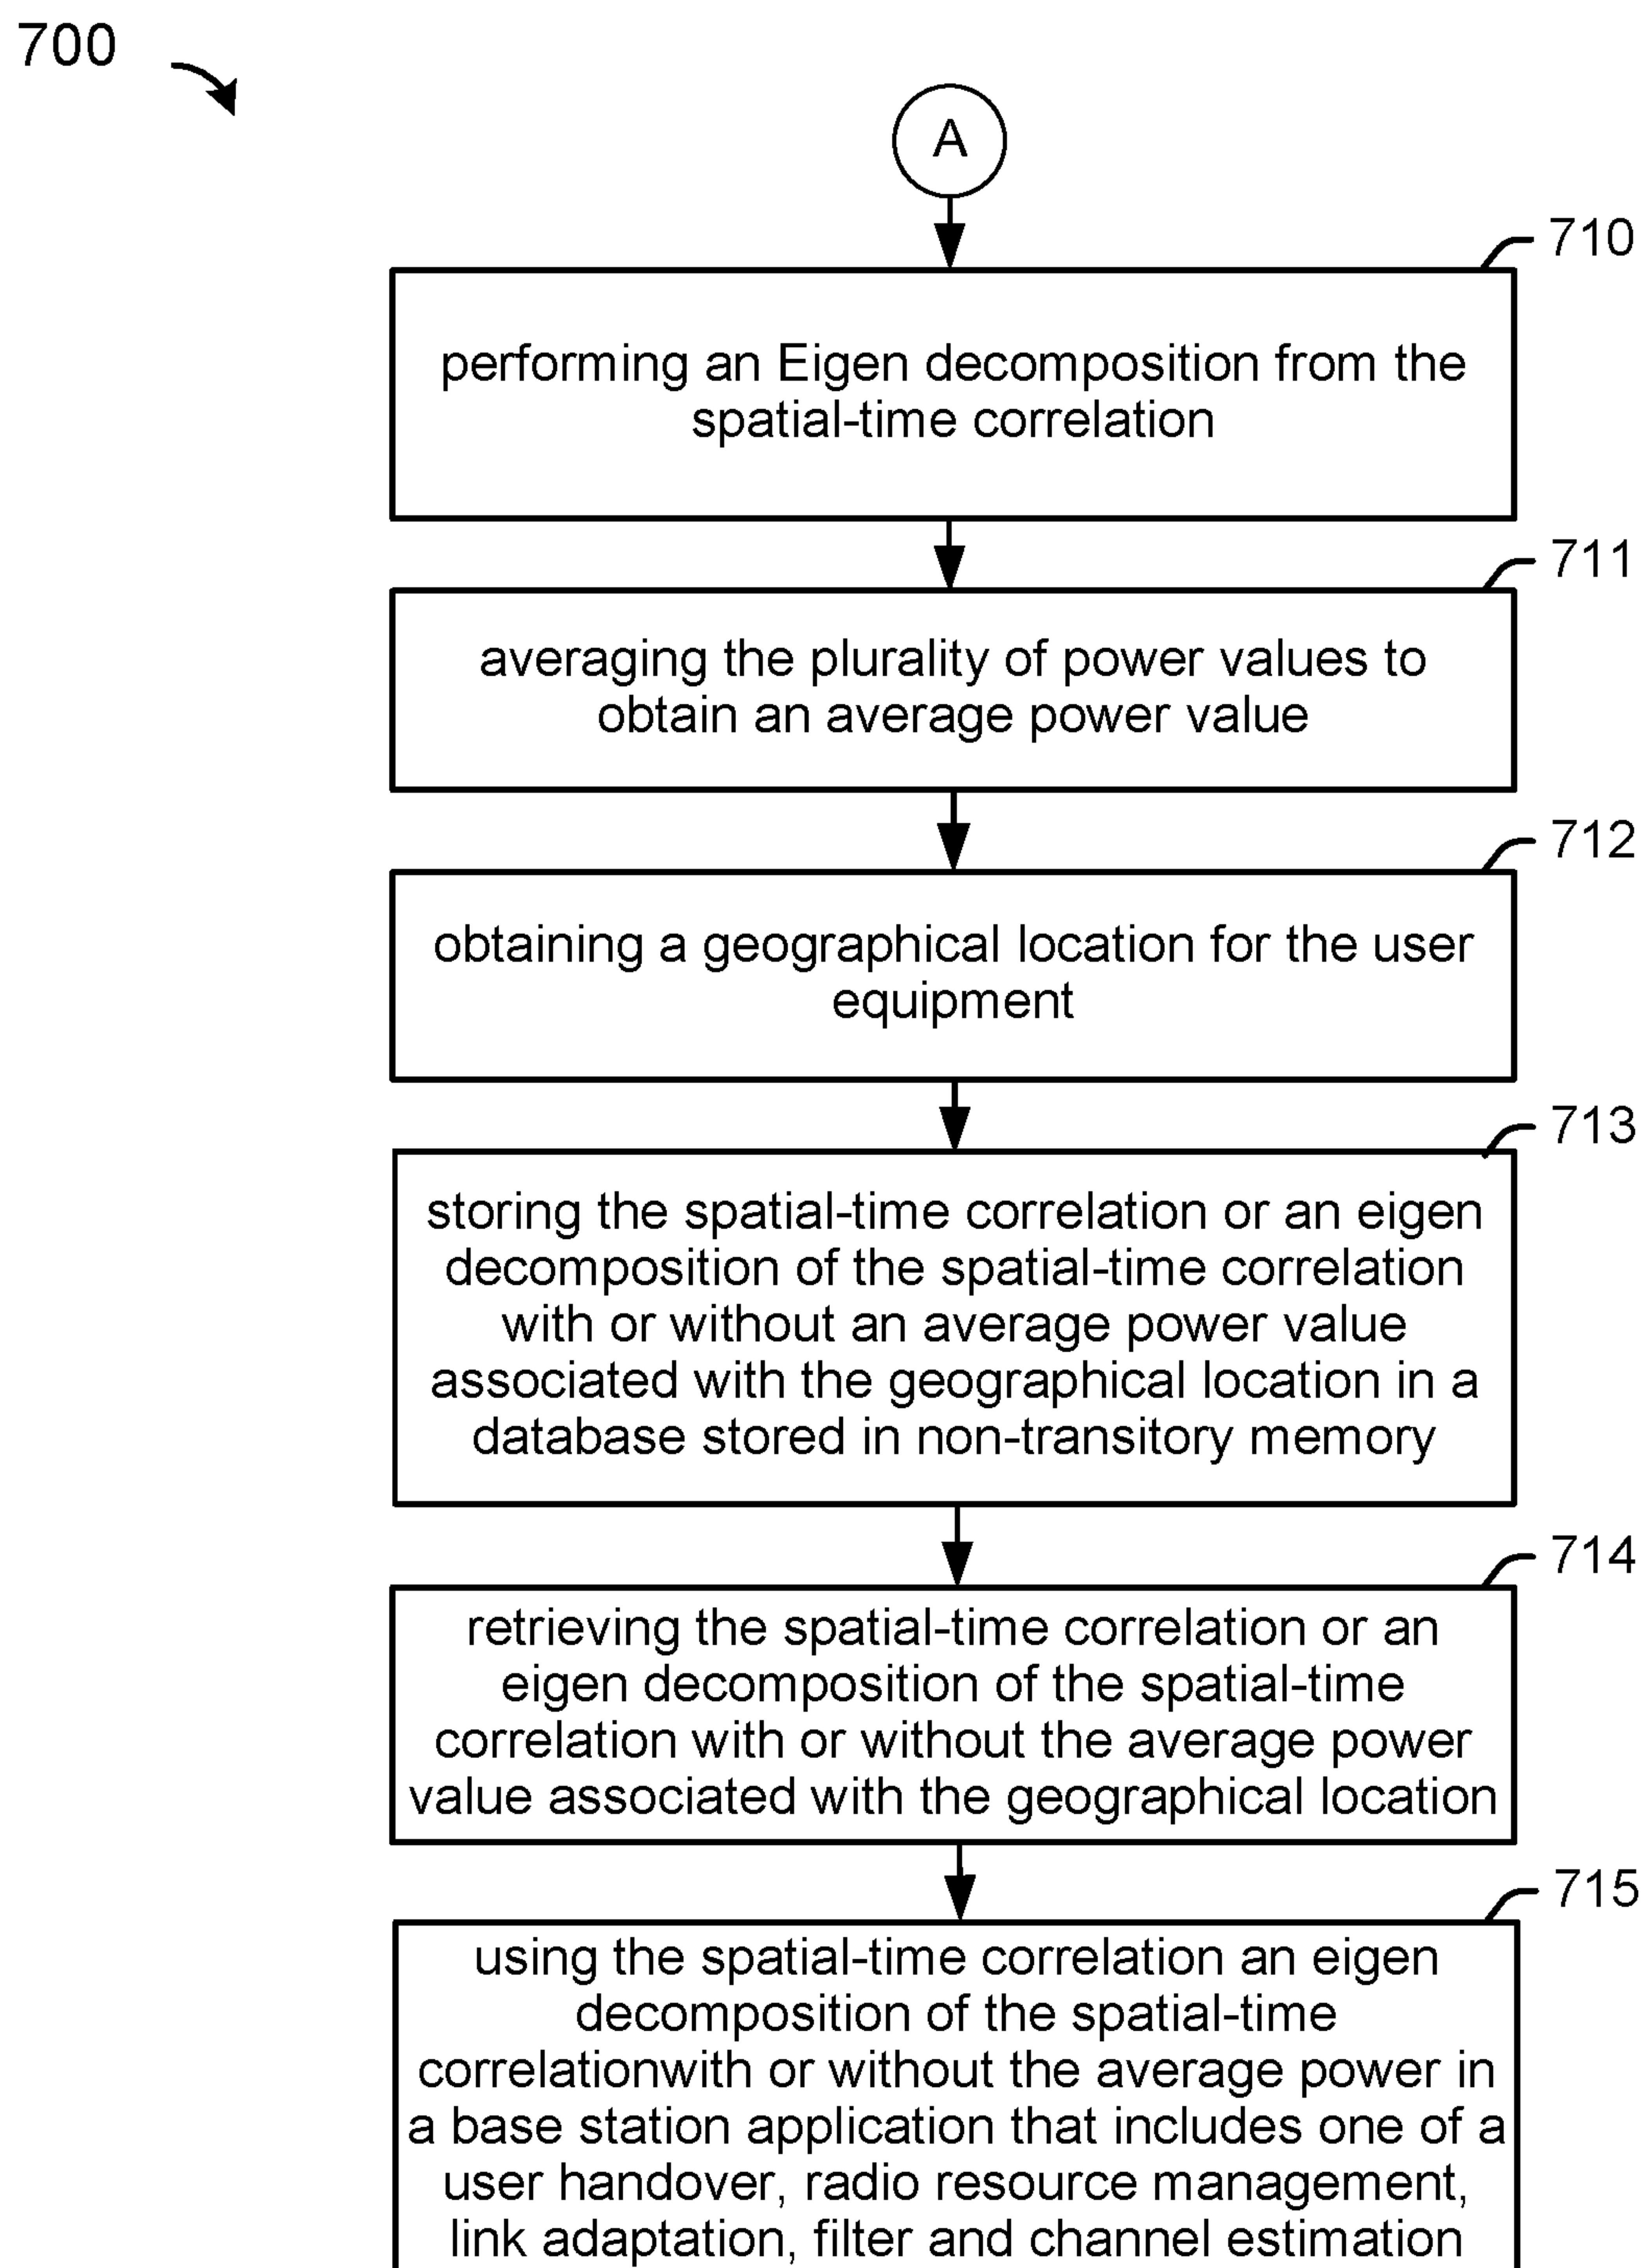 700
A
710
performing an Eigen decomposition from the
spatial-time correlation
711
averaging the plurality of power values to
obtain an average power value
712
obtaining a geographical location for the user
equipment
713
storing the spatial-time correlation or an eigen
decomposition of the spatial-time correlation
with or without an average power value
associated with the geographical location in a
database stored in non-transitory memory
714
retrieving the spatial-time correlation or an
eigen decomposition of the spatial-time
correlation with or without the average power
value associated with the geographical location
715
using the spatial-time correlation an eigen
decomposition of the spatial-time
correlationwith or without the average power in
a base station application that includes one of a
user handover, radio resource management,
link adaptation, filter and channel estimation